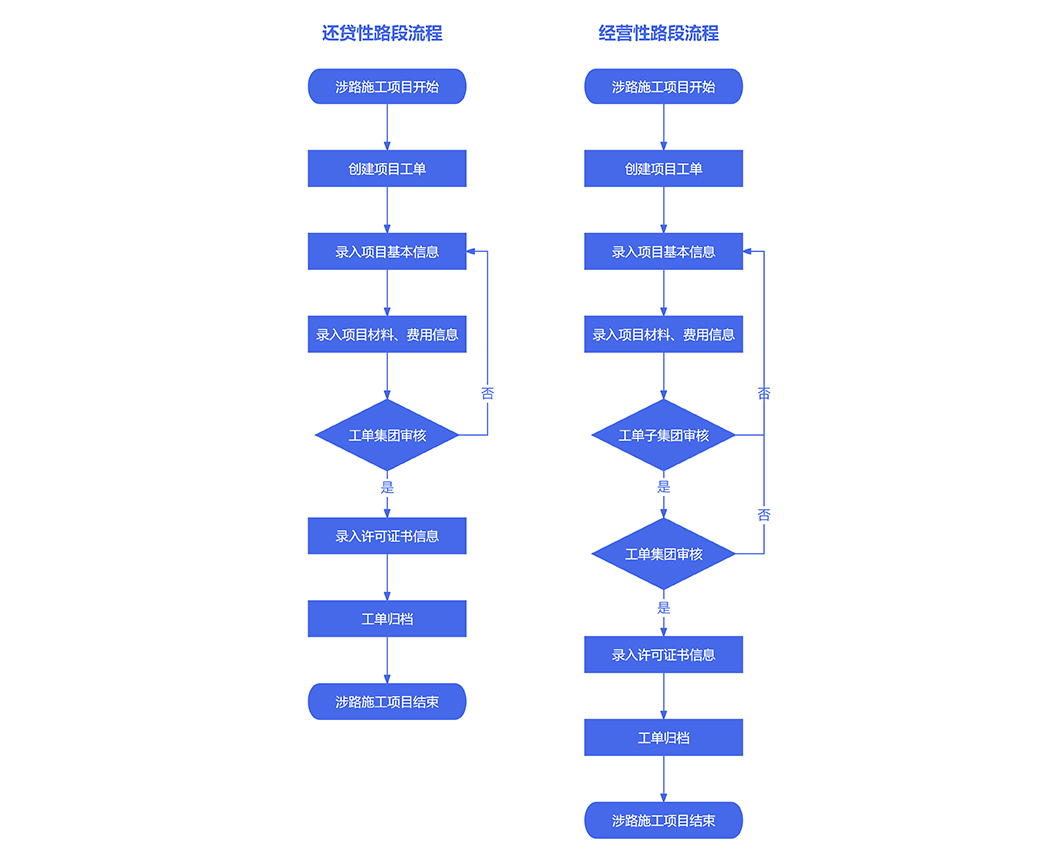 还贷性路段流程
涉路施工项目开始
创建项目工单
录入项目基本信息
录入项目材料、费用信息
否
工单集团审核
是
录入许可证书信息
工单归档
涉路施工项目结束
经营性路段流程
涉路施工项目开始
创建项目工单
录入项目基本信息
录入项目材料、费用信息
否
工单子集团审核
是
否
工单集团审核
是
录入许可证书信息
工单归档
涉路施工项目结束